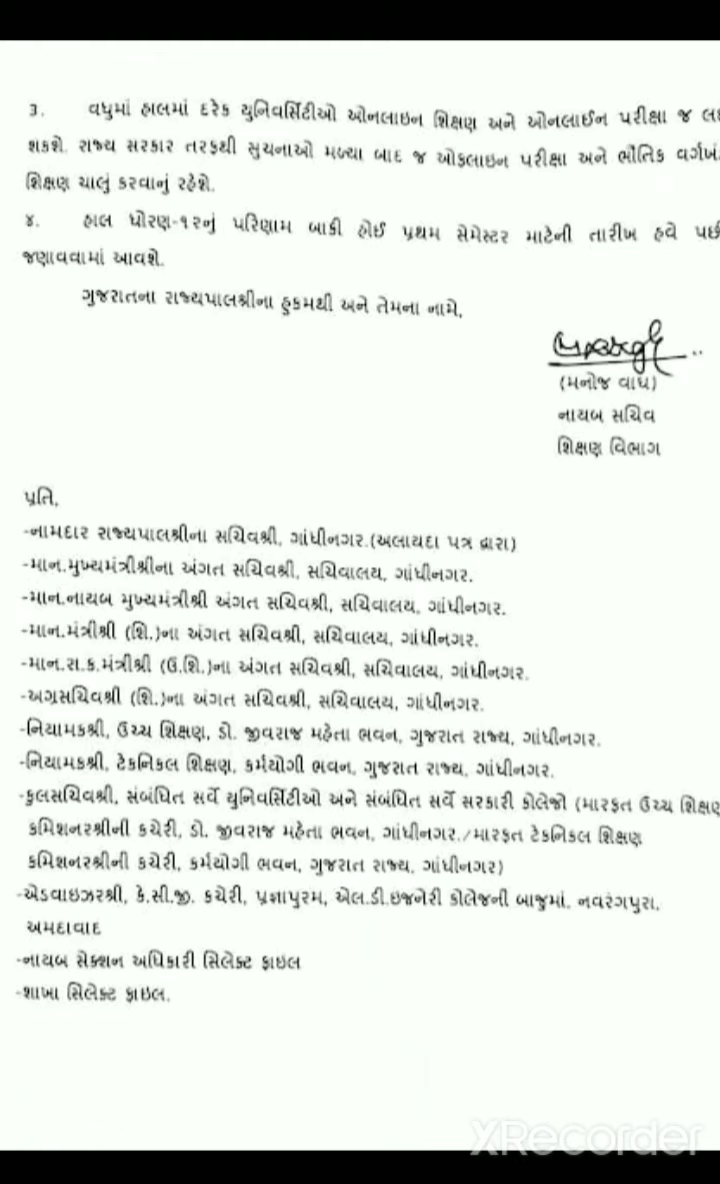 ૩. વધુમાં હાલમાં દરેક યુનિવર્સિટીઓ ઓનલાઇન શિક્ષણ અને ઓનલાઈન પરીક્ષા જ
શકશે. રાજ્ય સરકાર તરફથી સુચનાઓ મળ્યા બાદ જ ઓફલાઇન પરીક્ષા અને ભૌતિક
શિક્ષણ ચાલું કરવાનું રહેશે.
૪. હાલ ધોરણ-૧૨નું પરિણામ બાકી હોઈ પ્રથમ સેમેસ્ટર માટેની તારીખ હવે
જણાવવામાં આવશે.
ગુજરાતના રાજ્યપાલશ્રીના હુકમથી અને તેમના નામે,
(મનોજ વાઘ)
નાયબ સચિવ
શિક્ષણ વિભાગ
પ્રતિ,
-નામદાર રાજ્યપાલશ્રીના સચિવશ્રી, ગાંધીનગર.(અલાયદા પત્ર દ્વારા)
-માન.મુખ્યમંત્રીશ્રીના અંગત સચિવશ્રી, સચિવાલય, ગાંધીનગર.
-માન.નાયબ મુખ્યમંત્રીશ્રી અંગત સચિવશ્રી, સચિવાલય, ગાંધીનગર.
-માન.મંત્રીશ્રી (શિ.)ના અંગત સચિવશ્રી, સચિવાલય, ગાંધીનગર.
-માન.રા.ક.મંત્રીશ્રી (ઉ.શિ.)ના અંગત સચિવશ્રી, સચિવાલય, ગાંધીનગર.
-અગ્રસચિવશ્રી (શિ.)ના અંગત સચિવશ્રી, સચિવાલય, ગાંધીનગર.
-નિયામકશ્રી, ઉચ્ચ શિક્ષણ, ડો. જીવરાજ મહેતા ભવન, ગુજરાત રાજ્ય, ગાંધીનગર.
-નિયામકશ્રી, ટેકનિકલ શિક્ષણ, કર્મયોગી ભવન, ગુજરાત રાજ્ય, ગાંધીનગર.
-કુલસચિવશ્રી, સંબંધિત સર્વે યુનિવર્સિટીઓ અને સંબંધિત સર્વે સરકારી કોલેજો (મારફત ઉચ્ચ શિક્ષણ
કમિશનરશ્રીની કચેરી, ડો. જીવરાજ મહેતા ભવન, ગાંધીનગર./મારફત ટેકનિકલ શિક્ષણ
કમિશનરશ્રીની કચેરી, કર્મયોગી ભવન, ગુજરાત રાજ્ય, ગાંધીનગર)
-એડવાઇઝરશ્રી, કે.સી.જી. કચેરી, પ્રજ્ઞાપુરમ, એલ.ડી.ઇજનેરી કોલેજની બાજુમાં, નવરંગપુરા,
અમદાવાદ
-નાયબ સેક્શન અધિકારી સિલેક્ટ ફાઇલ
-શાખા સિલેક્ટ ફાઇલ.
XRecorder